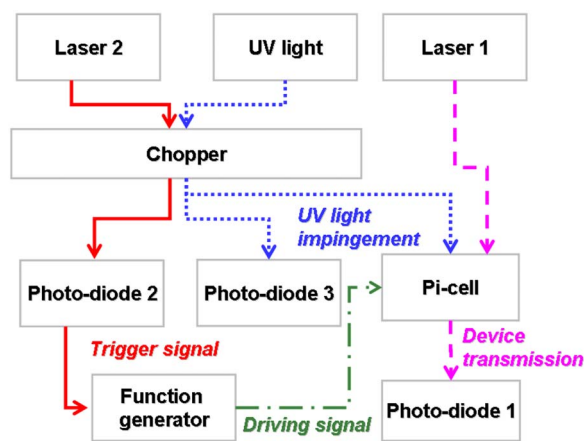 Laser 2
UV light
Laser 1
Chopper
UV light
impingement
Photo-diode 2
Photo-diode 3
Pi-cell
Trigger signal
Device
transmission
Function
generator
Driving signal
Photo-diode 1